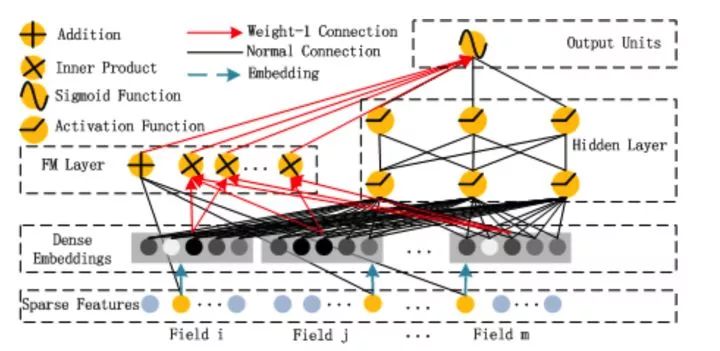 Addition
Inner Product
Sigmoid Function
Activation Function
Weight-1 Connection
Normal Connection
Embedding
Output Units
Hidden Layer
FM Layer
...
Dense
Embeddings
...
Sparse Features
... ... ... ...
Field i Field j ... Field m